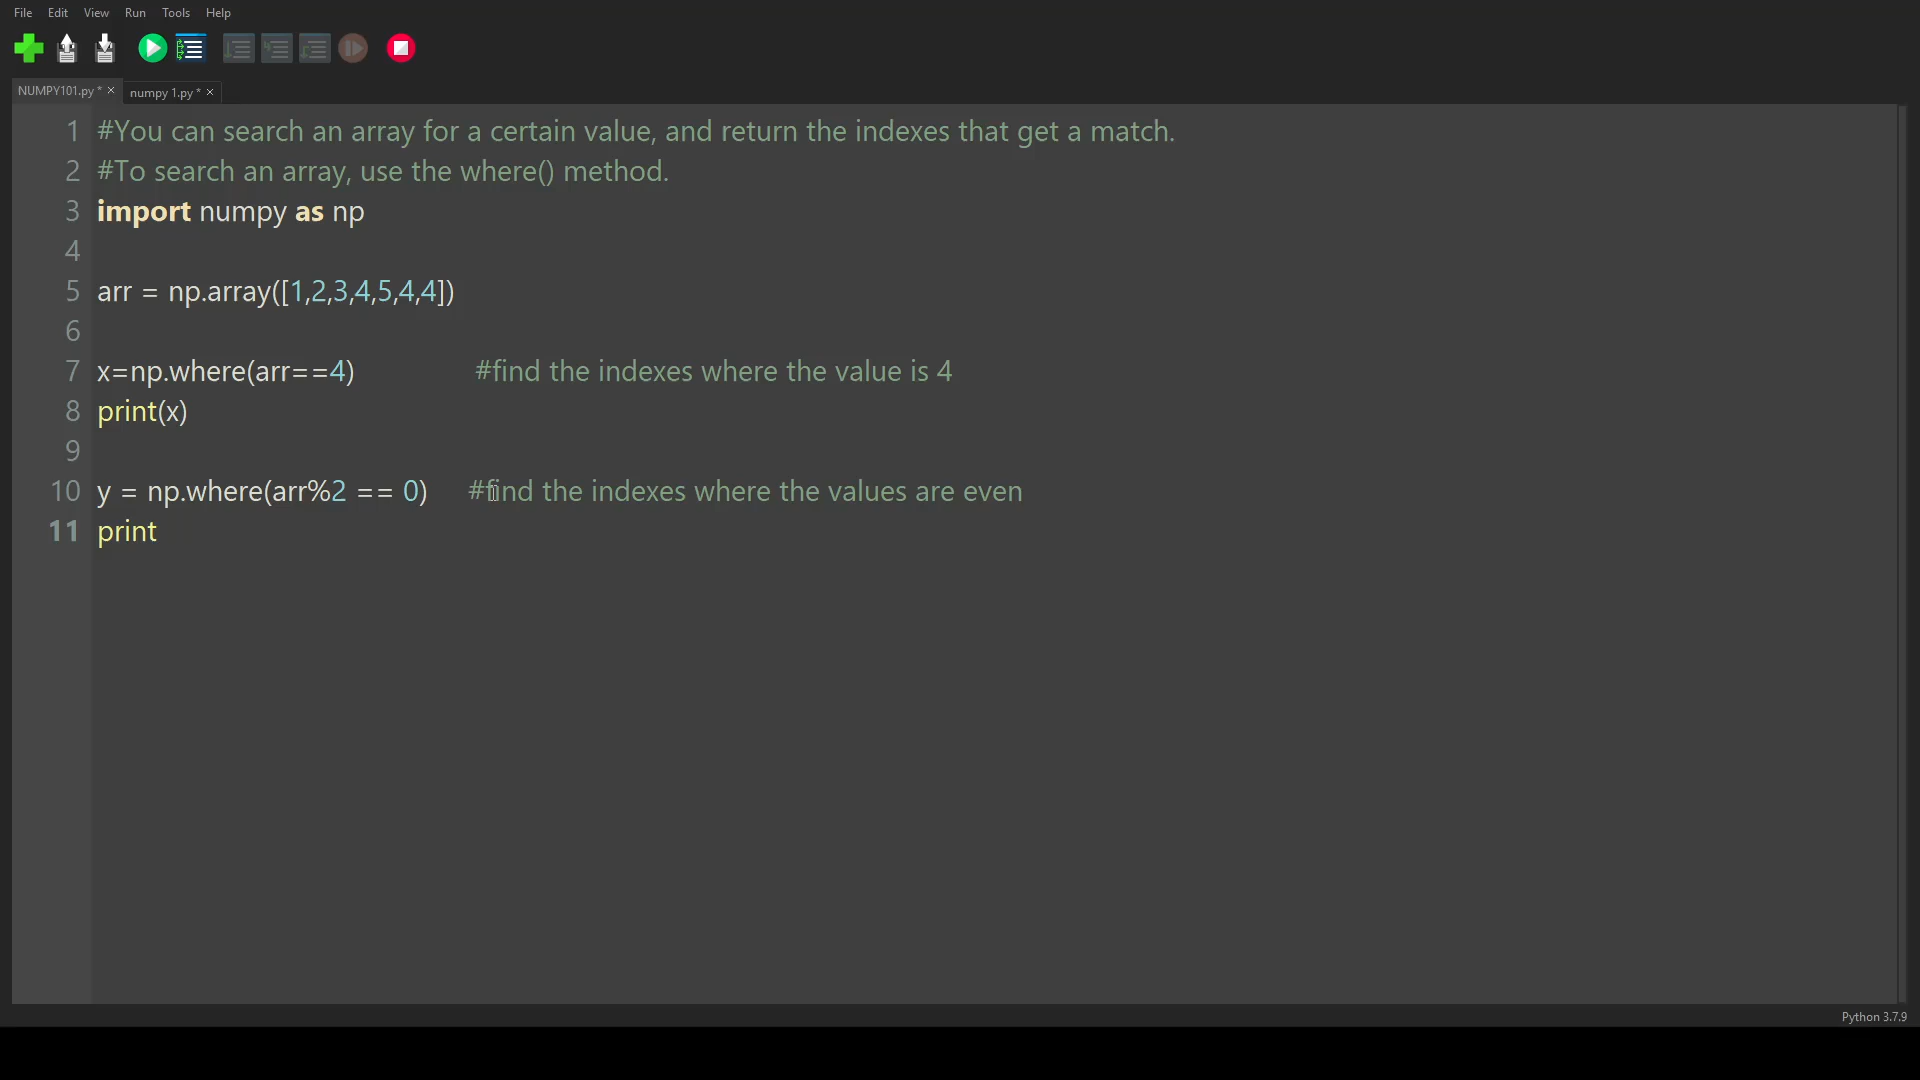 File Edit View Run Tools Help
NUMPY101.py * × numpy 1.py * ×
1 #You can search an array for a certain value, and return the indexes that get a match.
2 #To search an array, use the where() method.
3 import numpy as np
4
5 arr = np.array([1,2,3,4,5,4,4])
6
7 x=np.where(arr==4) #find the indexes where the value is 4
8 print(x)
9
10 y = np.where(arr%2 == 0) #find the indexes where the values are even
11 print
Python 3.7.9